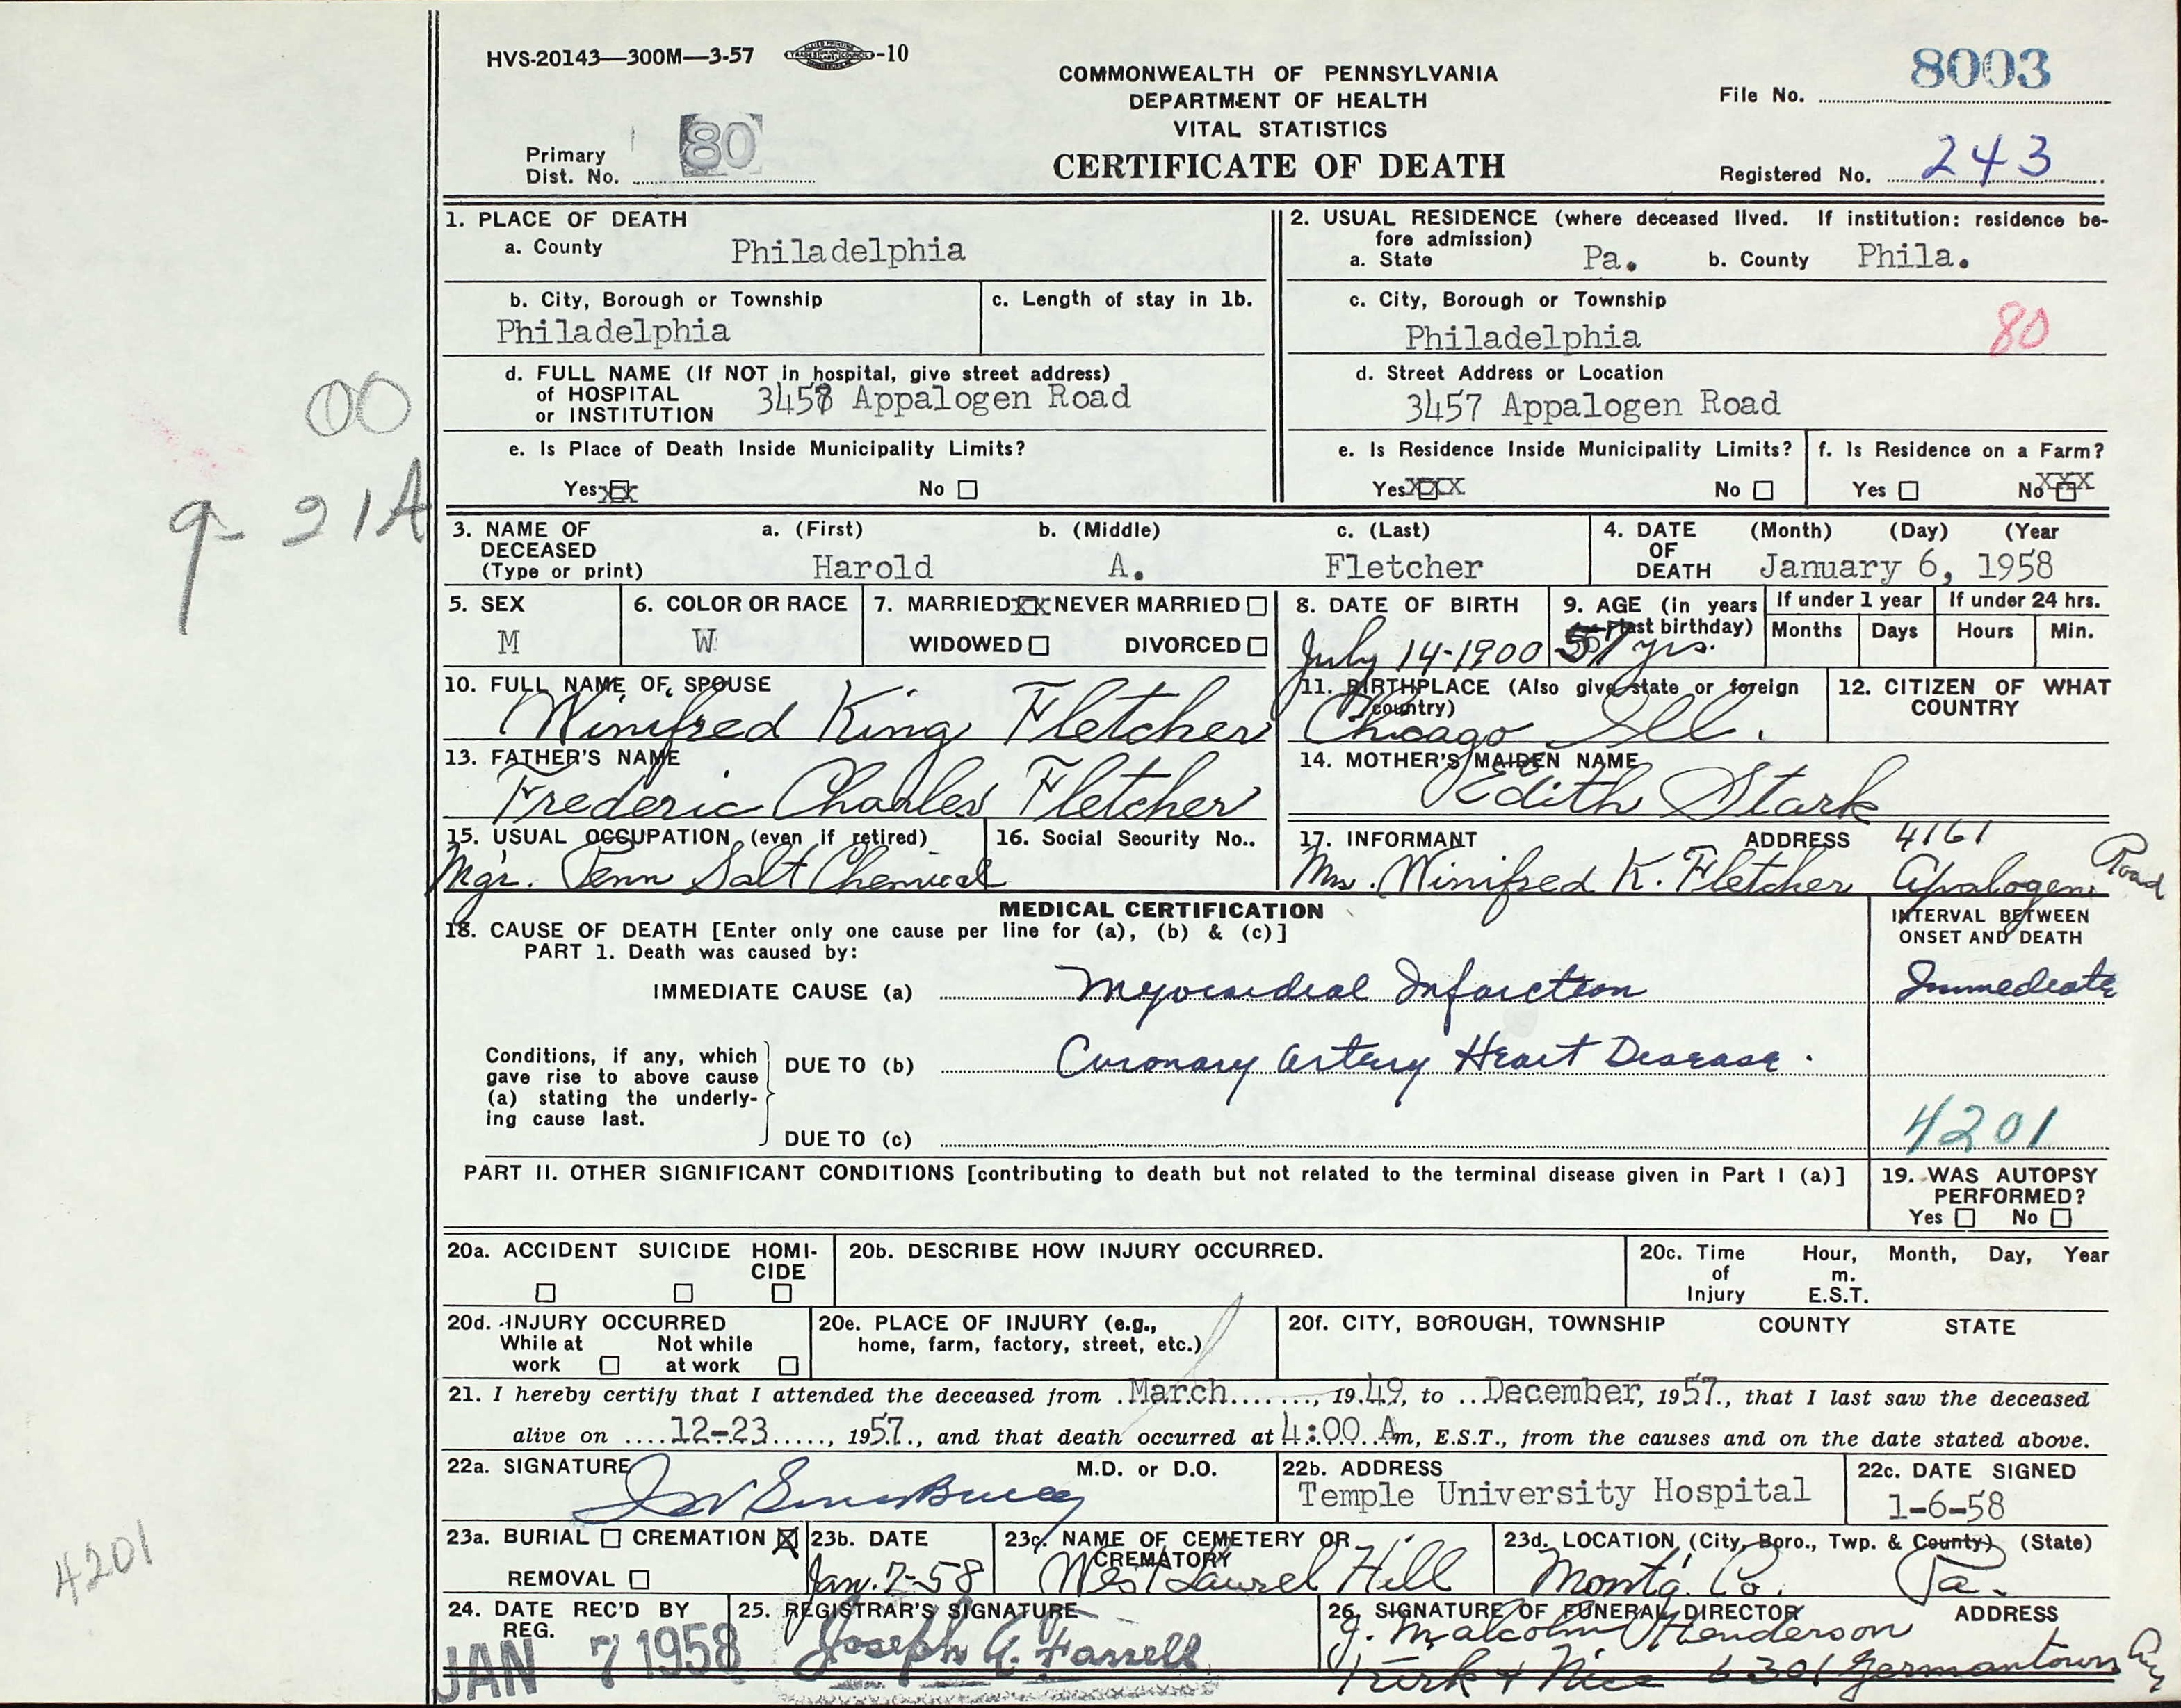 HVS-20143—300M—3-57 -10
8003
COMMONWEALTH OF PENNSYLVANIA
DEPARTMENT OF HEALTH
VITAL STATISTICS
CERTIFICATE OF DEATH
File No.
Primary
Dist. No. 80
Registered No. 243
1. PLACE OF DEATH
a. County Philadelphia
2. USUAL RESIDENCE (where deceased lived. If institution: residence be-
fore admission)
a. State Pa. b. County Phila.
b. City, Borough or Township c. Length of stay in 1b.
Philadelphia
c. City, Borough or Township
Philadelphia 80
d. FULL NAME (If NOT in hospital, give street address)
of HOSPITAL
or INSTITUTION 3458 Appalogen Road
d. Street Address or Location
3457 Appalogen Road
00
e. Is Place of Death Inside Municipality Limits?
Yes XX No
e. Is Residence Inside Municipality Limits? f. Is Residence on a Farm?
Yes XXX No Yes No XXX
9- 21A
3. NAME OF
DECEASED
(Type or print)
a. (First) b. (Middle) c. (Last)
Harold A. Fletcher
4. DATE
OF
DEATH
(Month) (Day) (Year
January 6, 1958
5. SEX
M
6. COLOR OR RACE
W
7. MARRIED XX NEVER MARRIED
WIDOWED DIVORCED
8. DATE OF BIRTH
July 14-1900
9. AGE (in years
last birthday)
57 yrs.
If under 1 year If under 24 hrs.
Months Days Hours Min.
10. FULL NAME OF SPOUSE
Winifred King Fletcher
11. BIRTHPLACE (Also give state or foreign
country)
Chicago Ill.
12. CITIZEN OF WHAT
COUNTRY
13. FATHER'S NAME
Frederic Charles Fletcher
14. MOTHER'S MAIDEN NAME
Edith Stark
15. USUAL OCCUPATION (even if retired)
Mgr. Penn Salt Chemical
16. Social Security No..
17. INFORMANT ADDRESS 4161
Mrs. Winifred K. Fletcher Apalogen Road
MEDICAL CERTIFICATION
18. CAUSE OF DEATH [Enter only one cause per line for (a), (b) & (c)]
PART 1. Death was caused by:
INTERVAL BETWEEN
ONSET AND DEATH
IMMEDIATE CAUSE (a) Myocardial Infarction Immediate
Conditions, if any, which
gave rise to above cause
(a) stating the underly-
ing cause last.
DUE TO (b) Coronary Artery Heart Disease.
DUE TO (c)
4201
PART II. OTHER SIGNIFICANT CONDITIONS [contributing to death but not related to the terminal disease given in Part I (a)]
19. WAS AUTOPSY
PERFORMED?
Yes No
20a. ACCIDENT SUICIDE HOMI-
CIDE
20b. DESCRIBE HOW INJURY OCCURRED.
20c. Time
of
Injury
Hour, Month, Day, Year
m.
E.S.T.
20d. INJURY OCCURRED
While at Not while
work at work
20e. PLACE OF INJURY (e.g.,
home, farm, factory, street, etc.)
20f. CITY, BOROUGH, TOWNSHIP COUNTY STATE
21. I hereby certify that I attended the deceased from March, 1949, to December, 1957, that I last saw the deceased
alive on 12-23, 1957, and that death occurred at 4:00 Am, E.S.T., from the causes and on the date stated above.
22a. SIGNATURE M.D. or D.O.
22b. ADDRESS
Temple University Hospital
22c. DATE SIGNED
1-6-58
4201
23a. BURIAL CREMATION X
REMOVAL
23b. DATE
Jan. 7-58
23c. NAME OF CEMETERY OR
CREMATORY
West Laurel Hill
23d. LOCATION (City, Boro., Twp. & County) (State)
Montg. Co. Pa.
24. DATE REC'D BY
REG.
JAN 7 1958
25. REGISTRAR'S SIGNATURE
Joseph A. Farrell
26. SIGNATURE OF FUNERAL DIRECTOR ADDRESS
J. Malcolm Henderson
Kirk & Nice 6301 Germantown Ave